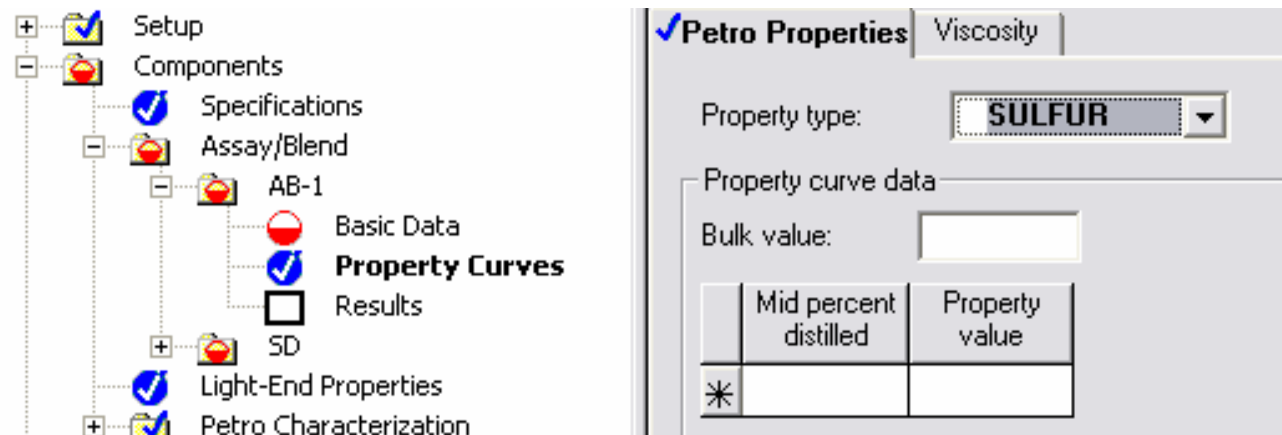 Setup
Components
Specifications
Assay/Blend
AB-1
Basic Data
Property Curves
Results
SD
Light-End Properties
Petro Characterization
Petro Properties Viscosity
Property type: SULFUR
Property curve data
Bulk value:
Mid percent distilled
Property value